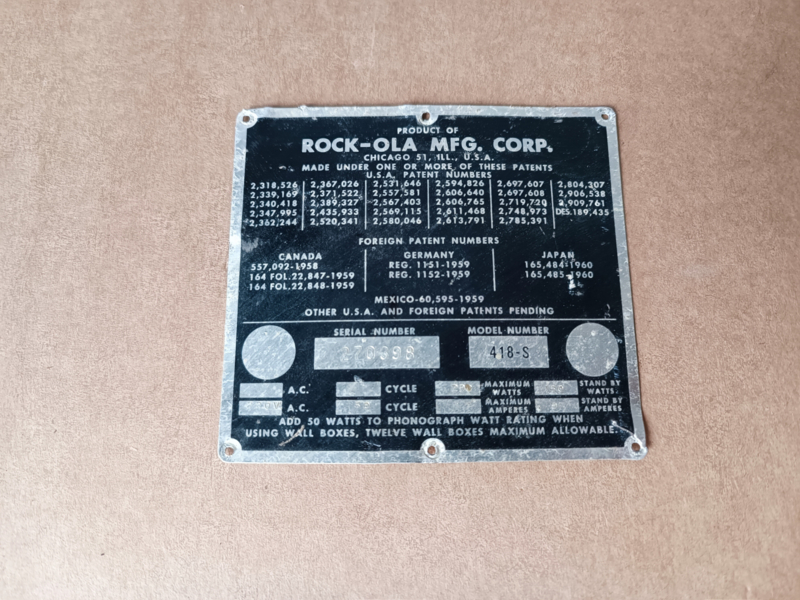 PRODUCT OF
ROCK-OLA MFG. CORP.
CHICAGO 51, ILL., U.S.A.
MADE UNDER ONE OR MORE OF THESE PATENTS
U.S.A. PATENT NUMBERS
2,318,526 2,367,026 2,531,646 2,594,826 2,697,607 2,804,307
2,339,169 2,371,522 2,557,581 2,606,640 2,697,608 2,906,538
2,340,418 2,389,327 2,567,403 2,606,765 2,719,720 2,909,761
2,347,995 2,435,933 2,569,115 2,611,468 2,748,973 DES.189,435
2,362,244 2,520,341 2,580,046 2,613,791 2,785,391
FOREIGN PATENT NUMBERS
CANADA GERMANY JAPAN
557,092-1958 REG. 1151-1959 165,484-1960
164 FOL.22,847-1959 REG. 1152-1959 165,485-1960
164 FOL.22,848-1959
MEXICO-60,595-1959
OTHER U.S.A. AND FOREIGN PATENTS PENDING
SERIAL NUMBER MODEL NUMBER
418-S
A.C. CYCLE MAXIMUM WATTS STAND BY WATTS
A.C. CYCLE MAXIMUM AMPERES STAND BY AMPERES
ADD 50 WATTS TO PHONOGRAPH WATT RATING WHEN
USING WALL BOXES, TWELVE WALL BOXES MAXIMUM ALLOWABLE.